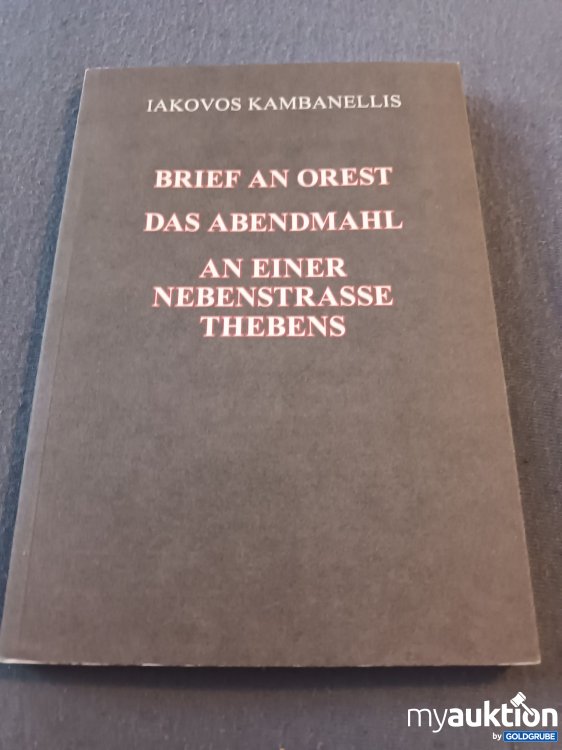 IAKOVOS KAMBANELLIS
BRIEF AN OREST
DAS ABENDMAHL
AN EINER
NEBENSTRASSE
THEBENS
myauktion
by GOLDGRUBE